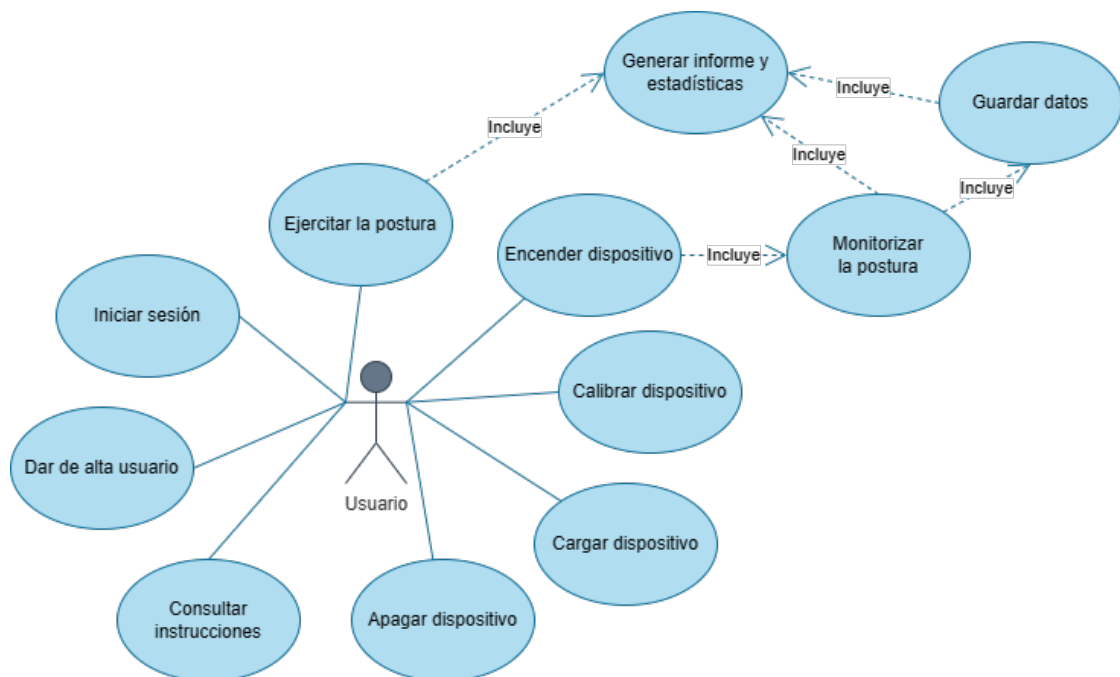 Generar informe y
estadísticas
Incluye
Guardar datos
Incluye
Incluye
Incluye
Ejercitar la postura
Encender dispositivo
Incluye
Monitorizar
la postura
Iniciar sesión
Calibrar dispositivo
Dar de alta usuario
Usuario
Cargar dispositivo
Consultar
instrucciones
Apagar dispositivo